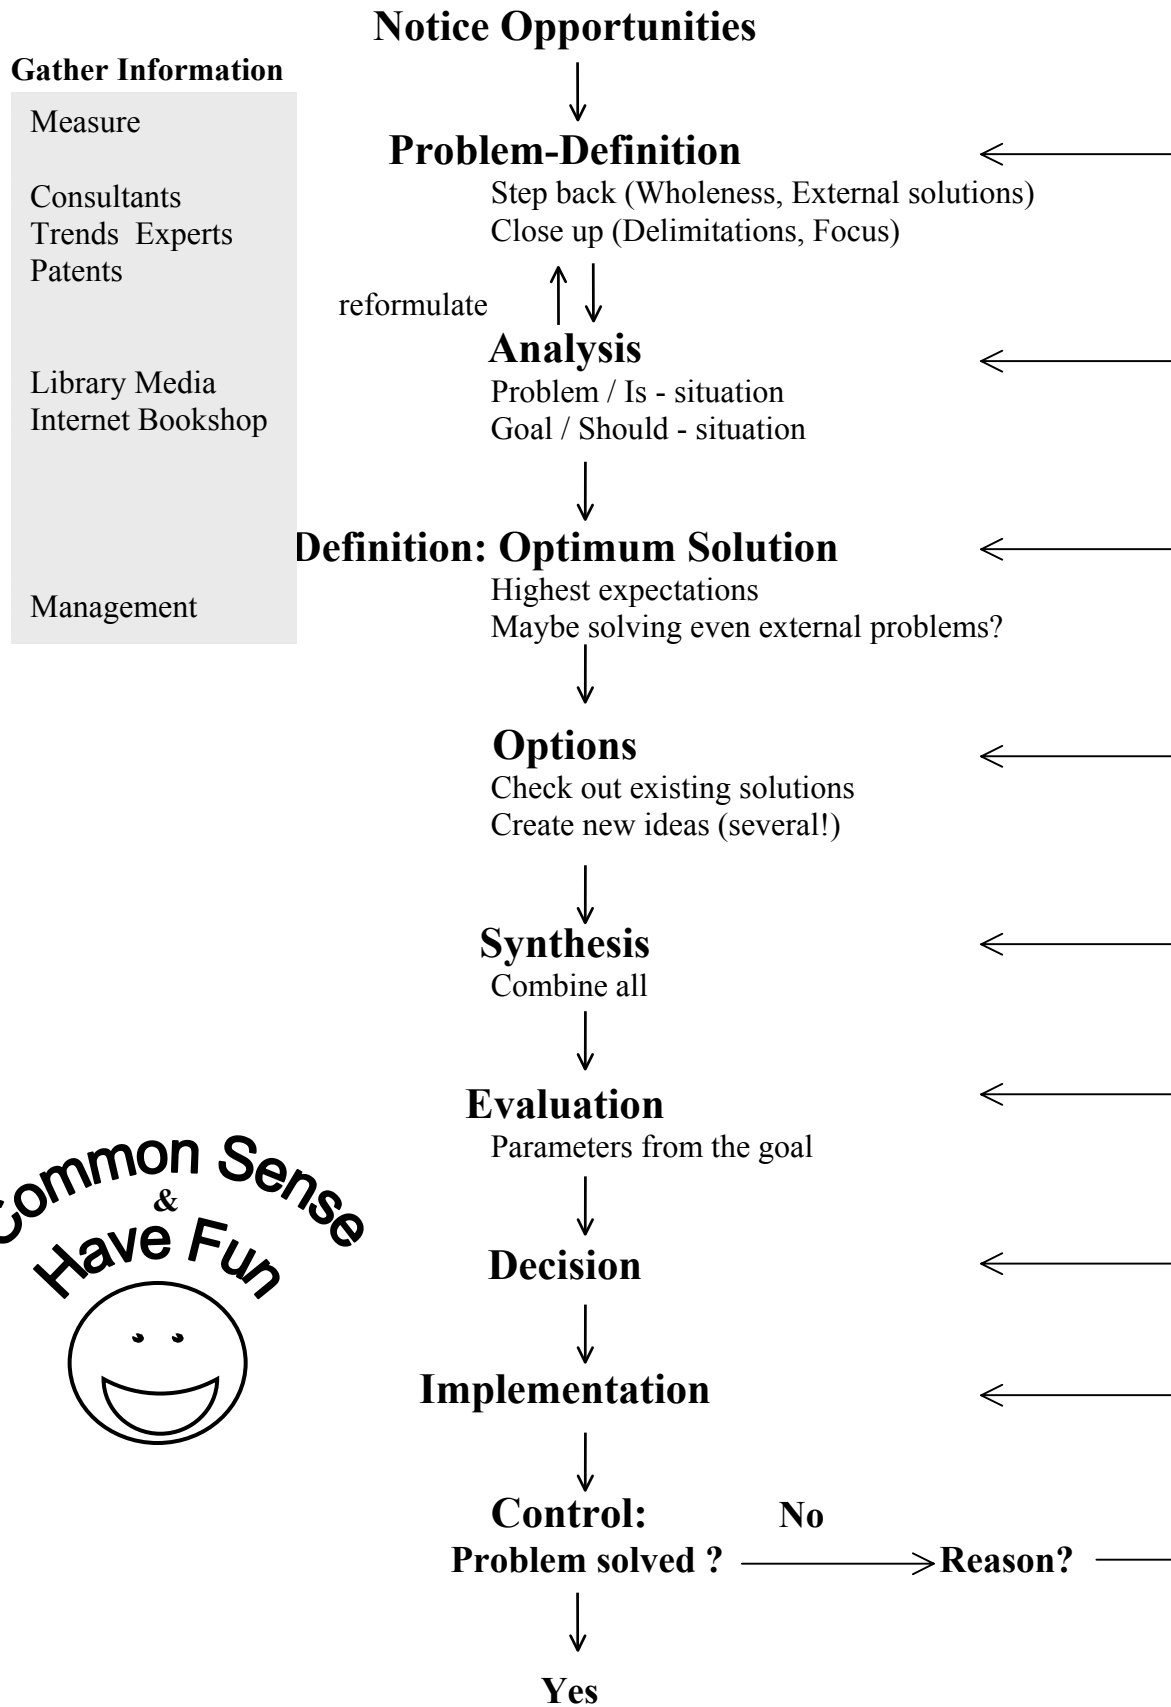 Notice Opportunities
Gather Information
Measure
Consultants
Trends Experts
Patents
Library Media
Internet Bookshop
Management
Problem-Definition
Step back (Wholeness, External solutions)
Close up (Delimitations, Focus)
reformulate
Analysis
Problem / Is - situation
Goal / Should - situation
Definition: Optimum Solution
Highest expectations
Maybe solving even external problems?
Options
Check out existing solutions
Create new ideas (several!)
Synthesis
Combine all
Evaluation
Parameters from the goal
Common Sense
&
Have Fun
Decision
Implementation
Control: No
Problem solved ? Reason?
Yes